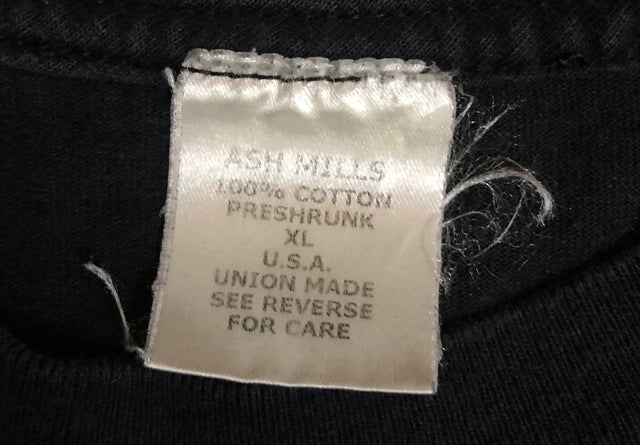 ASH MILLS
100% COTTON
PRESHRUNK
XL
U.S.A.
UNION MADE
SEE REVERSE
FOR CARE